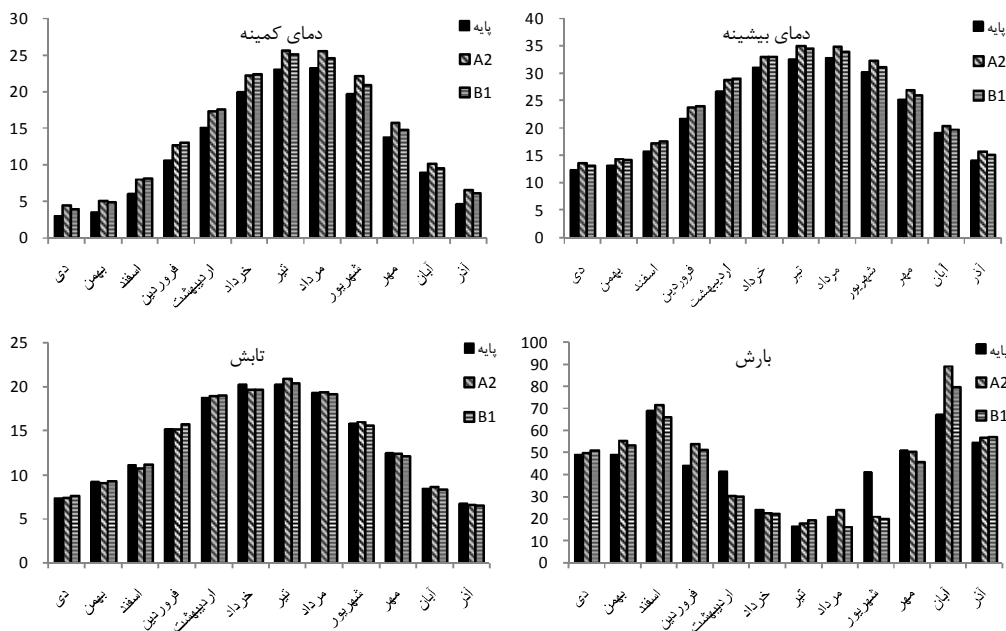 دمای کمینه
پایه
A2
B1
30
25
20
15
10
5
0
دی
بهمن
اسفند
فروردین
اردیبهشت
خرداد
تیر
مرداد
شهریور
مهر
آبان
آذر
دمای بیشینه
پایه
A2
B1
40
35
30
25
20
15
10
5
0
دی
بهمن
اسفند
فروردین
اردیبهشت
خرداد
تیر
مرداد
شهریور
مهر
آبان
آذر
تابش
پایه
A2
B1
25
20
15
10
5
0
دی
بهمن
اسفند
فروردین
اردیبهشت
خرداد
تیر
مرداد
شهریور
مهر
آبان
آذر
بارش
پایه
A2
B1
100
90
80
70
60
50
40
30
20
10
0
دی
بهمن
اسفند
فروردین
اردیبهشت
خرداد
تیر
مرداد
شهریور
مهر
آبان
آذر